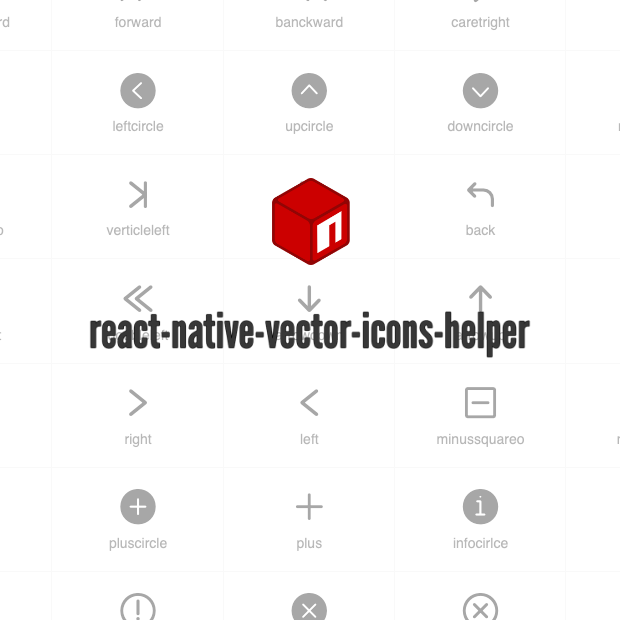 rd forward banckward caretright
leftcircle upcircle downcircle
verticleleft back
react-native-vector-icons-helper
right left minussquareo
pluscircle plus infocirlce